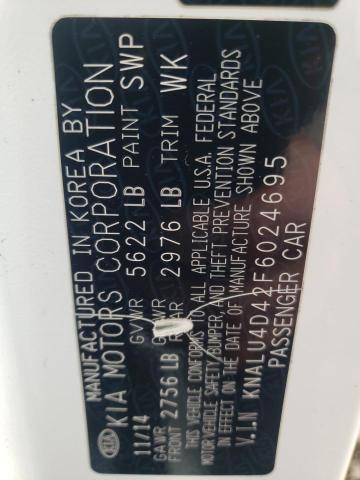 MANUFACTURED IN KOREA BY
KIA KIA MOTORS CORPORATION
11/14 GVWR 5622 LB PAINT SWP
GAWR FRONT 2756 LB GAWR REAR 2976 LB TRIM WK
THIS VEHICLE CONFORMS TO ALL APPLICABLE U.S.A. FEDERAL
MOTOR VEHICLE SAFETY, BUMPER, AND THEFT PREVENTION STANDARDS
IN EFFECT ON THE DATE OF MANUFACTURE SHOWN ABOVE
V.I.N KNALU4D42F6024695
PASSENGER CAR